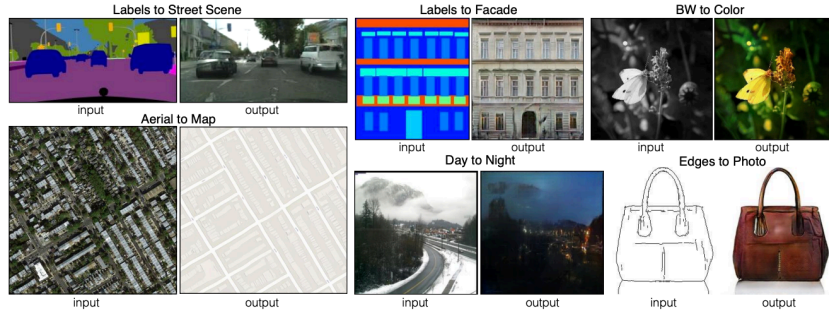 Labels to Street Scene
input
output
Aerial to Map
input
output
Labels to Facade
input
output
BW to Color
input
output
Day to Night
input
output
Edges to Photo
input
output